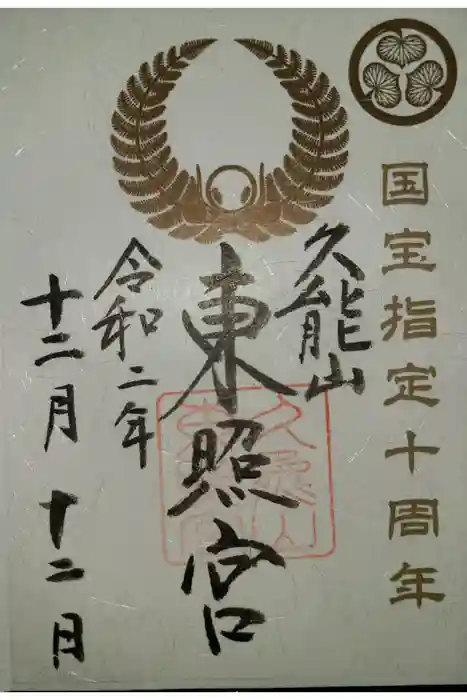 国宝指定十周年
久能山
東照宮
令和二年
十二月十二日